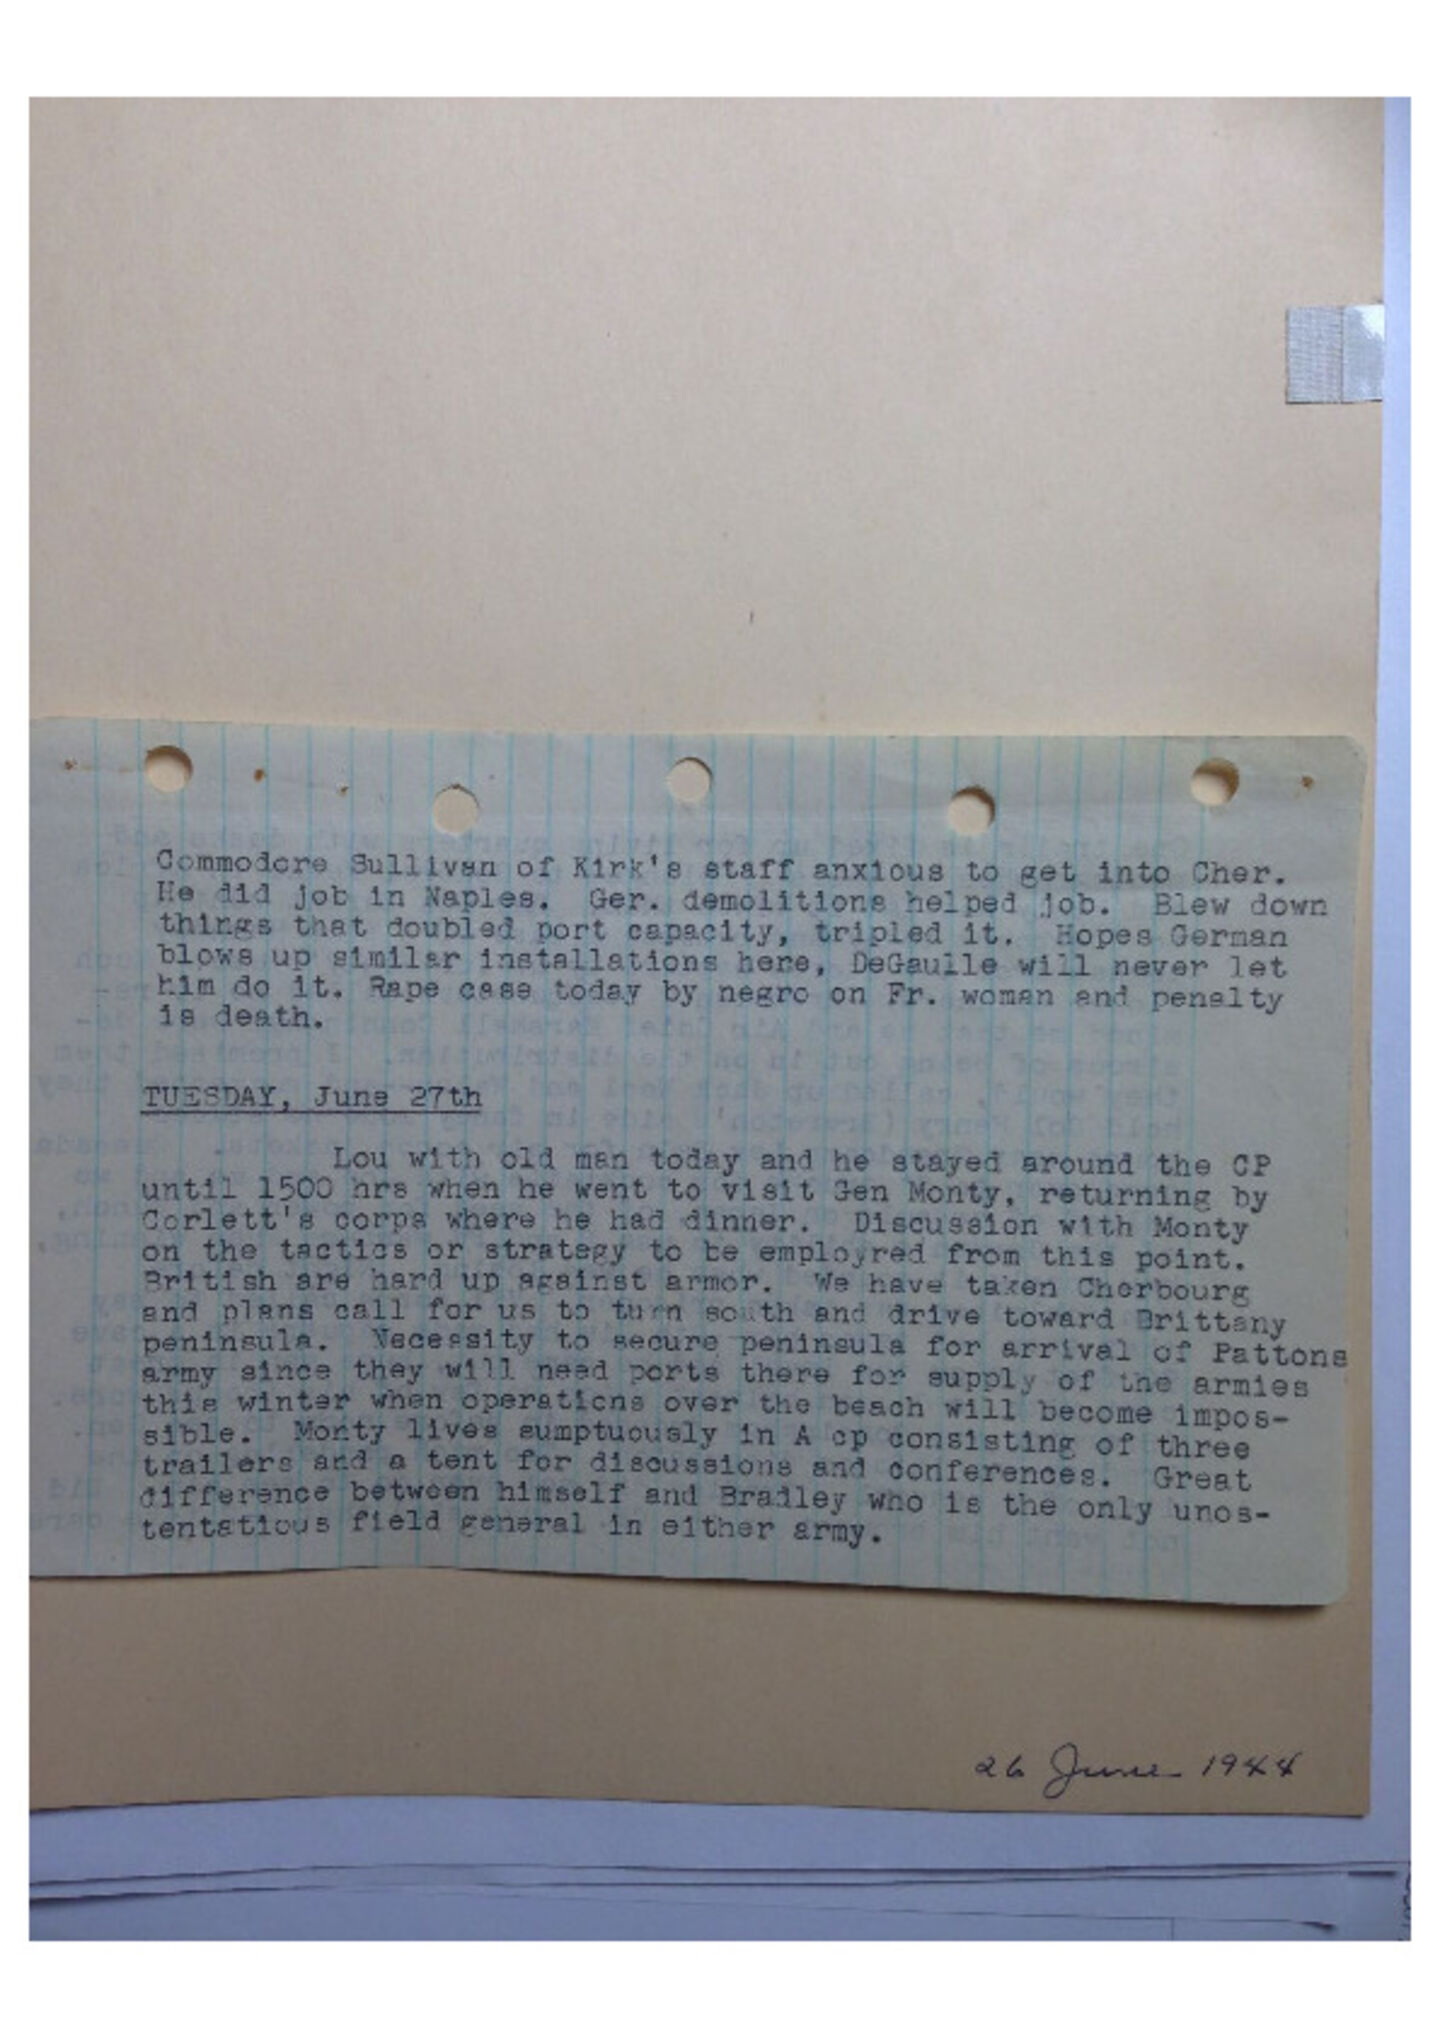 Commodore Sullivan of Kirk's staff anxious to get into Cher.
He did job in Naples. Ger. demolitions helped job. Blew down
things that doubled port capacity, tripled it. Hopes German
blows up similar installations here, DeGaulle will never let
him do it. Rape case today by negro on Fr. woman and penalty
is death.
TUESDAY, June 27th
Lou with old man today and he stayed around the CP
until 1500 hrs when he went to visit Gen Monty, returning by
Corlett's corps where he had dinner. Discussion with Monty
on the tactics or strategy to be employred from this point.
British are hard up against armor. We have taken Cherbourg
and plans call for us to turn south and drive toward Brittany
peninsula. Necessity to secure peninsula for arrival of Pattons
army since they will need ports there for supply of the armies
this winter when operations over the beach will become impos-
sible. Monty lives sumptuously in A cp consisting of three
trailers and a tent for discussions and conferences. Great
difference between himself and Bradley who is the only unos-
tentatious field general in either army.
26 June 1944